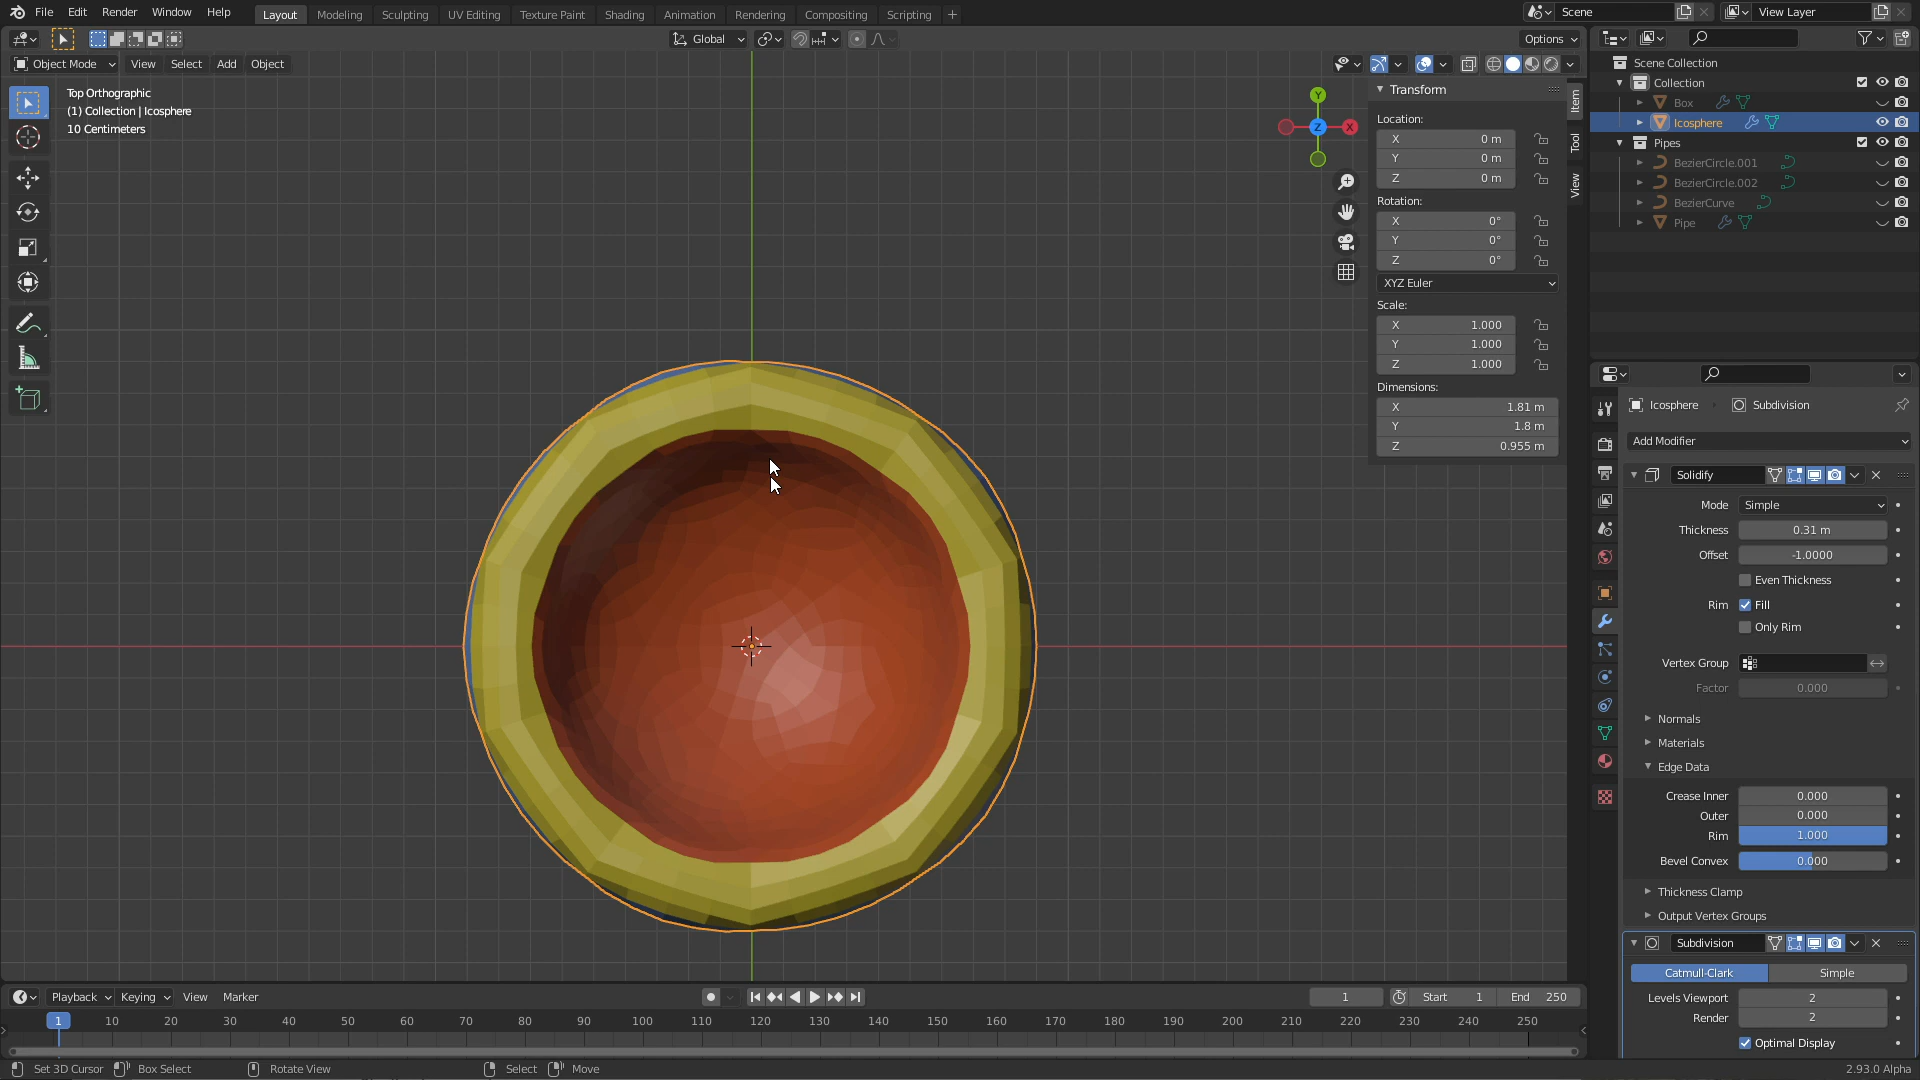 File Edit Render Window Help
Layout Modeling Sculpting UV Editing Texture Paint Shading Animation Rendering Compositing Scripting +
Scene
View Layer
Global
Options
Object Mode View Select Add Object
Top Orthographic
(1) Collection | Icosphere
10 Centimeters
Y
Z
X
Transform
Location:
X 0 m
Y 0 m
Z 0 m
Rotation:
X 0°
Y 0°
Z 0°
XYZ Euler
Scale:
X 1.000
Y 1.000
Z 1.000
Dimensions:
X 1.81 m
Y 1.8 m
Z 0.955 m
Item
Tool
View
Scene Collection
Collection
Box
Icosphere
Pipes
BezierCircle.001
BezierCircle.002
BezierCurve
Pipe
Icosphere Subdivision
Add Modifier
Solidify
Mode Simple
Thickness 0.31 m
Offset -1.0000
Even Thickness
Rim Fill
Only Rim
Vertex Group
Factor 0.000
Normals
Materials
Edge Data
Crease Inner 0.000
Outer 0.000
Rim 1.000
Bevel Convex 0.000
Thickness Clamp
Output Vertex Groups
Subdivision
Catmull-Clark Simple
Levels Viewport 2
Render 2
Optimal Display
Playback Keying View Marker
1 Start 1 End 250
1 10 20 30 40 50 60 70 80 90 100 110 120 130 140 150 160 170 180 190 200 210 220 230 240 250
Set 3D Cursor Box Select Rotate View Select Move
2.93.0 Alpha